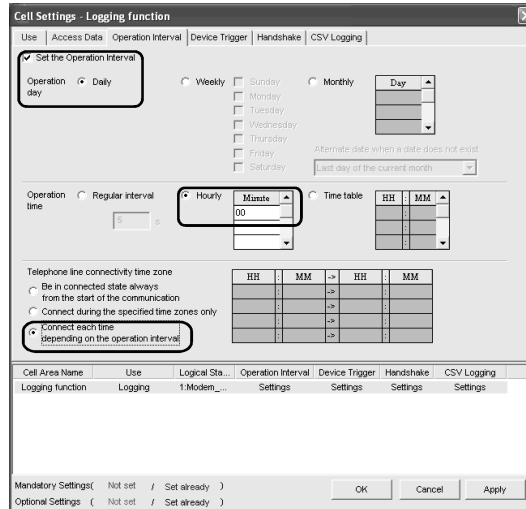 Cell Settings - Logging function
Use Access Data Operation Interval Device Trigger Handshake CSV Logging
Set the Operation Interval
Operation day Daily Weekly Sunday Monthly Day
Monday
Tuesday
Wednesday
Thursday
Friday
Saturday
Alternate date when a date does not exist
Last day of the current month
Operation time Regular interval Hourly Minute Time table HH : MM
5 s 00 :
:
:
Telephone line connectivity time zone HH : MM -> HH : MM
Be in connected state always
from the start of the communication
Connect during the specified time zones only
Connect each time
depending on the operation interval
: -> :
: -> :
: -> :
: -> :
Cell Area Name Use Logical Sta... Operation Interval Device Trigger Handshake CSV Logging
Logging function Logging 1:Modem_... Settings Settings Settings Settings
Mandatory Settings( Not set / Set already )
Optional Settings ( Not set / Set already )
OK Cancel Apply